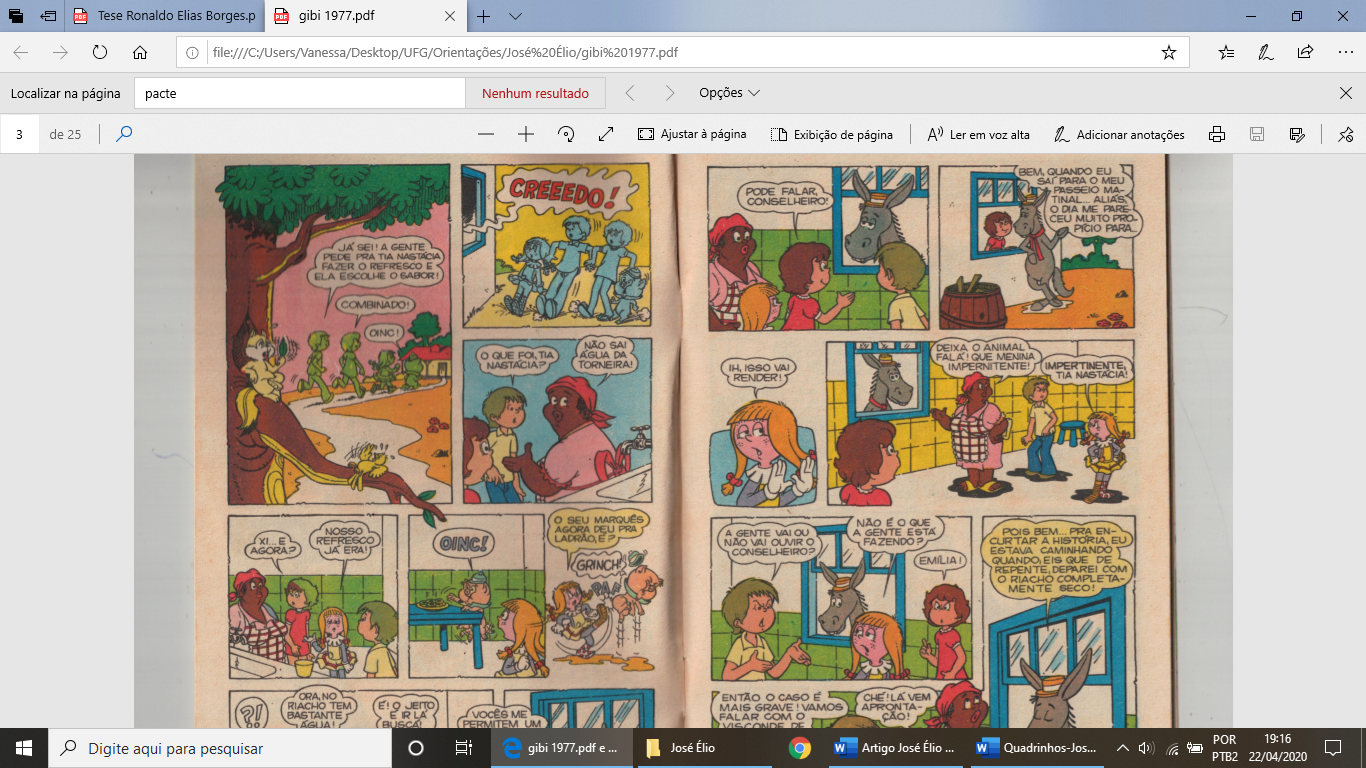 Tese Ronaldo Elias Borges.p
gibi 1977.pdf
file:///C:/Users/Vanessa/Desktop/UFG/Orientações/José%20Élio/gibi%201977.pdf
Localizar na página
pacte
Nenhum resultado
Opções
3
de 25
Ajustar à página
Exibição de página
Ler em voz alta
Adicionar anotações
JÁ SEI! A GENTE
PEDE PRA TIA NASTÁCIA
FAZER O REFRESCO E
ELA ESCOLHE O SABOR!
COMBINADO!
OINC!
CREEEDO!
O QUE FOI, TIA
NASTÁCIA?
NÃO SAI
ÁGUA DA
TORNEIRA!
XI... E
AGORA?
NOSSO
REFRESCO
JÁ ERA!
OINC!
O SEU MARQUÊS
AGORA DEU PRA
LADRÃO, É?
GRINCH!
PAF
?!
ORA, NO
RIACHO TEM
BASTANTE
ÁGUA!
É! O JEITO
É IR LÁ
BUSCÁ!
VOCÊS ME
PERMITEM UM
PODE FALAR,
CONSELHEIRO!
BEM, QUANDO EU
SAÍ PARA O MEU
PASSEIO MA-
TINAL... ALIÁS,
O DIA ME PARE-
CEU MUITO PRO-
PÍCIO PARA...
IH, ISSO VAI
RENDER!
DEIXA O ANIMAL
FALÁ! QUE MENINA
IMPERNITENTE!
IMPERTINENTE,
TIA NASTÁCIA!
A GENTE VAI OU
NÃO VAI OUVIR O
CONSELHEIRO?
NÃO É O QUE
A GENTE ESTÁ
FAZENDO?
EMÍLIA!
POIS BEM... PRA EN-
CURTAR A HISTÓRIA, EU
ESTAVA CAMINHANDO
QUANDO, EIS QUE DE
REPENTE, DEPAREI COM
O RIACHO COMPLETA-
MENTE SECO!
ENTÃO O CASO É
MAIS GRAVE! VAMOS
FALAR COM O
VISCONDE DE
CHÉ! LÁ VEM
APRONTA-
ÇÃO!
Digite aqui para pesquisar
gibi 1977.pdf e ...
José Élio
Artigo José Élio ...
Quadrinhos-Jos...
POR
PTB2
19:16
22/04/2020